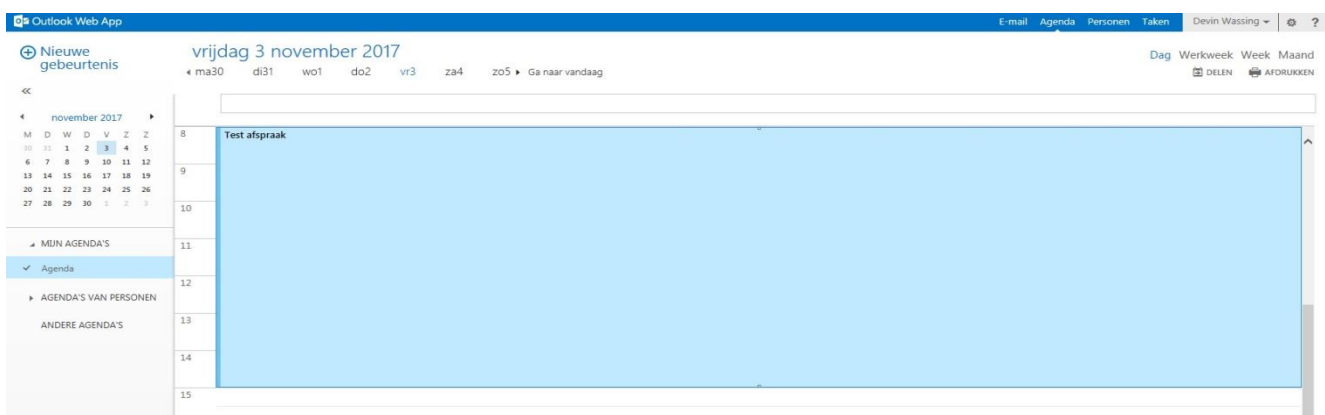 Outlook Web App
E-mail Agenda Personen Taken Devin Wassing ?
Nieuwe
gebeurtenis
vrijdag 3 november 2017
ma30 di31 wo1 do2 vr3 za4 zo5 Ga naar vandaag
Dag Werkweek Week Maand
DELEN AFDRUKKEN
november 2017
M D W D V Z Z
30 31 1 2 3 4 5
6 7 8 9 10 11 12
13 14 15 16 17 18 19
20 21 22 23 24 25 26
27 28 29 30 1 2 3
MIJN AGENDA'S
Agenda
AGENDA'S VAN PERSONEN
ANDERE AGENDA'S
8 Test afspraak
9
10
11
12
13
14
15